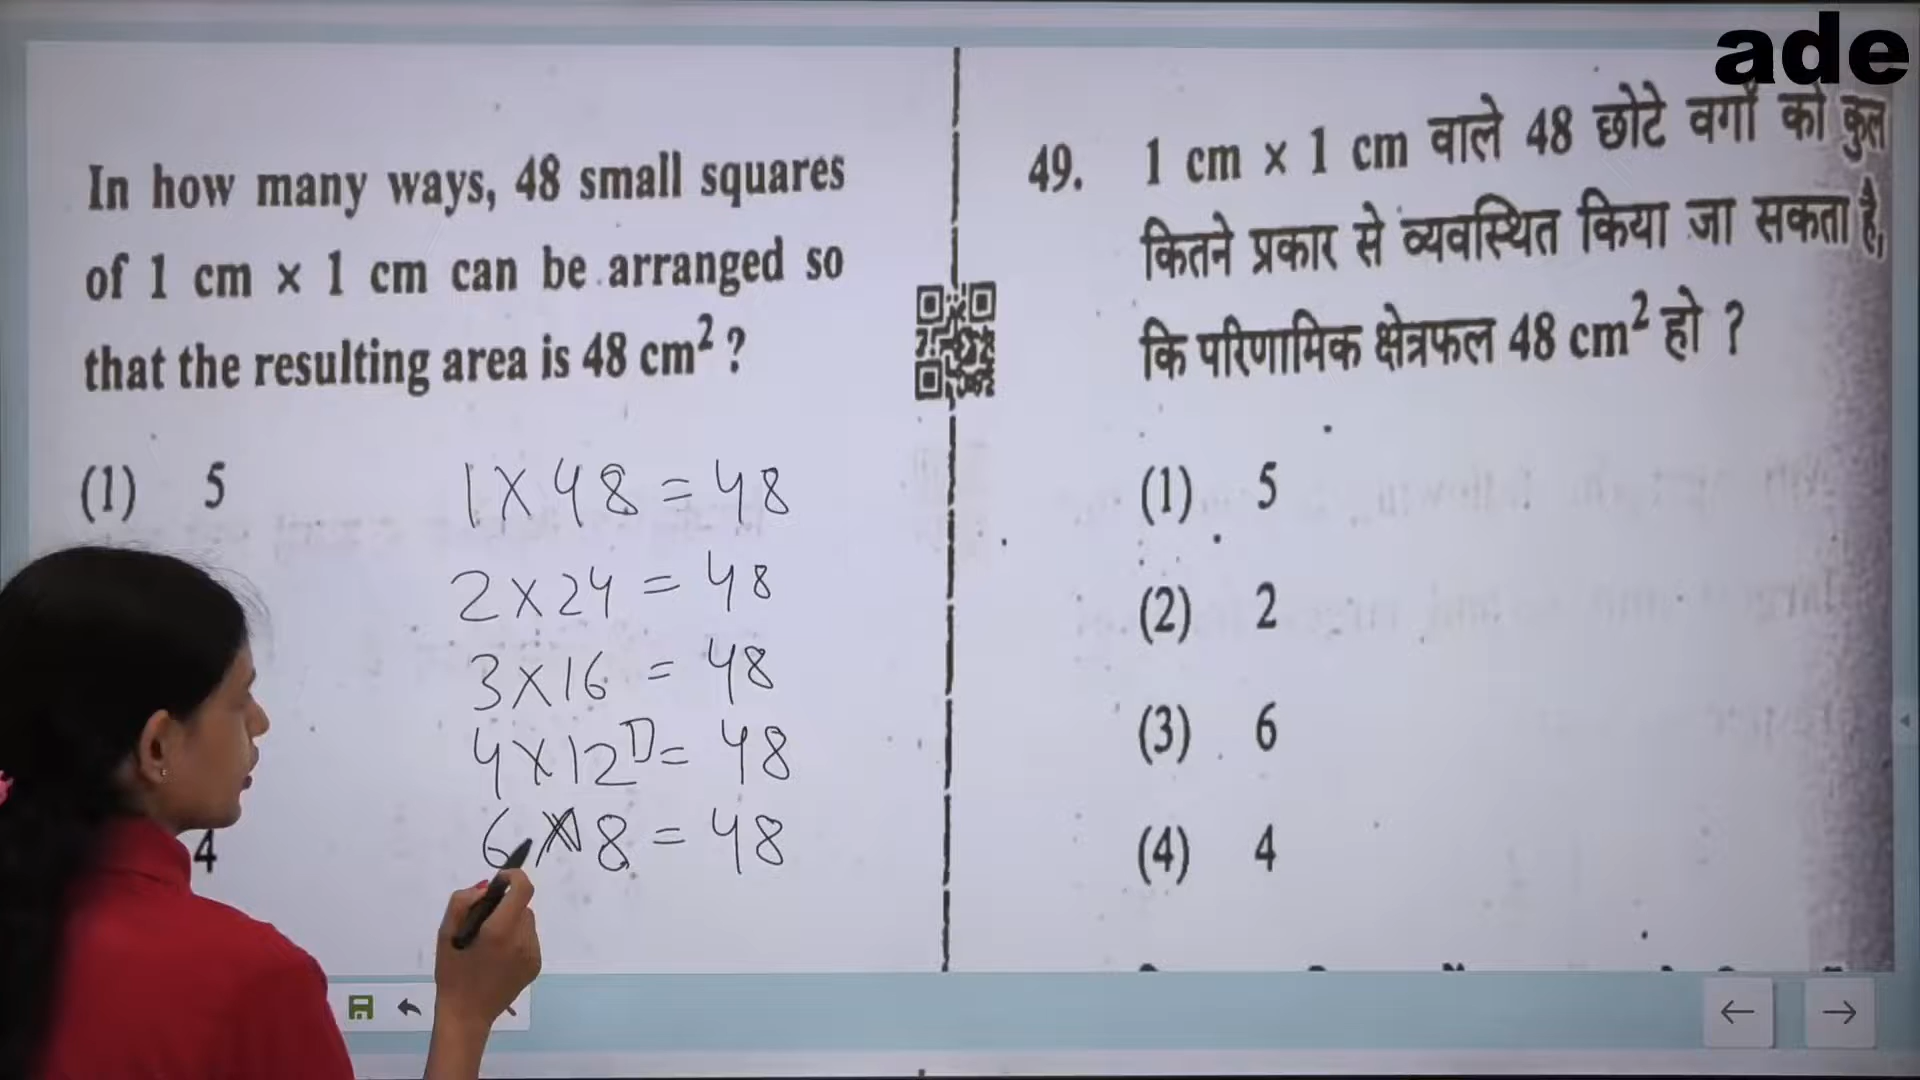 ade
In how many ways, 48 small squares
of 1 cm × 1 cm can be arranged so
that the resulting area is 48 cm² ?
(1) 5
4
1 × 48 = 48
2 × 24 = 48
3 × 16 = 48
4 × 12 = 48
6 × 8 = 48
49. 1 cm × 1 cm वाले 48 छोटे वर्गों को कुल
कितने प्रकार से व्यवस्थित किया जा सकता है,
कि परिणामिक क्षेत्रफल 48 cm² हो ?
(1) 5
(2) 2
(3) 6
(4) 4